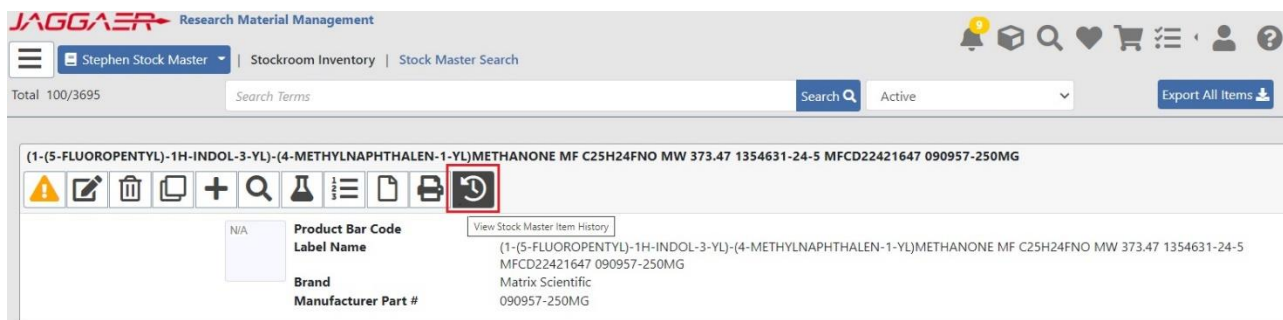 JAGGAER Research Material Management
9
Stephen Stock Master | Stockroom Inventory | Stock Master Search
Total 100/3695 Search Terms Search Active Export All Items
(1-(5-FLUOROPENTYL)-1H-INDOL-3-YL)-(4-METHYLNAPHTHALEN-1-YL)METHANONE MF C25H24FNO MW 373.47 1354631-24-5 MFCD22421647 090957-250MG
N/A Product Bar Code View Stock Master Item History
Label Name (1-(5-FLUOROPENTYL)-1H-INDOL-3-YL)-(4-METHYLNAPHTHALEN-1-YL)METHANONE MF C25H24FNO MW 373.47 1354631-24-5
MFCD22421647 090957-250MG
Brand Matrix Scientific
Manufacturer Part # 090957-250MG